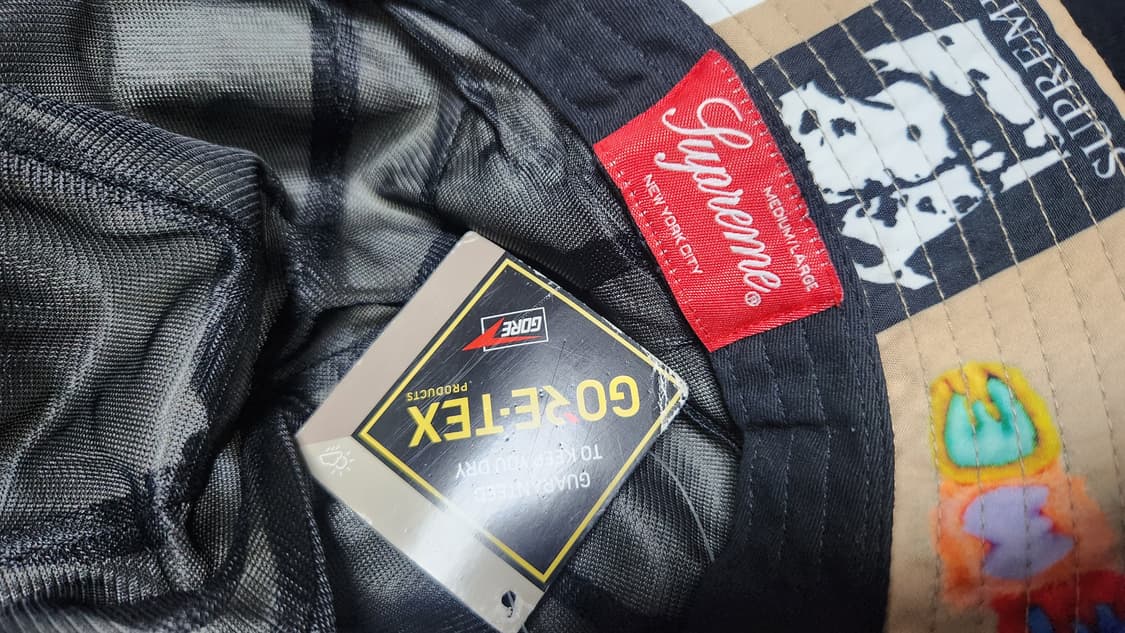 Supreme®
NEW YORK CITY
MEDIUM/LARGE
SUPREME
GORE
GORE-TEX
PRODUCTS
GUARANTEED
TO KEEP YOU DRY